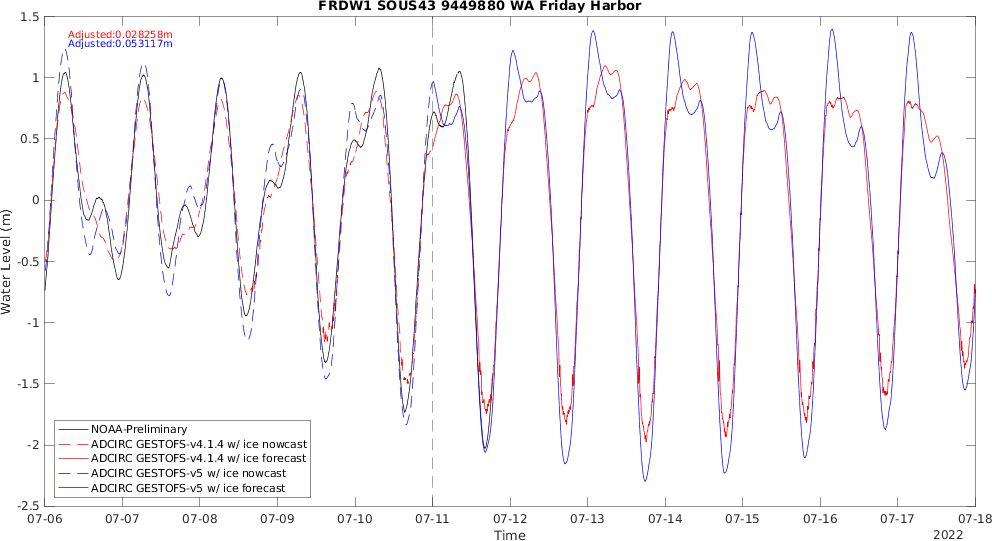 FRDW1 SOUS43 9449880 WA Friday Harbor
Adjusted:0.028258m
Adjusted:0.053117m
Water Level (m)
1.5
1
0.5
0
-0.5
-1
-1.5
-2
-2.5
NOAA-Preliminary
ADCIRC GESTOFS-v4.1.4 w/ ice nowcast
ADCIRC GESTOFS-v4.1.4 w/ ice forecast
ADCIRC GESTOFS-v5 w/ ice nowcast
ADCIRC GESTOFS-v5 w/ ice forecast
07-06 07-07 07-08 07-09 07-10 07-11 07-12 07-13 07-14 07-15 07-16 07-17 07-18
Time
2022